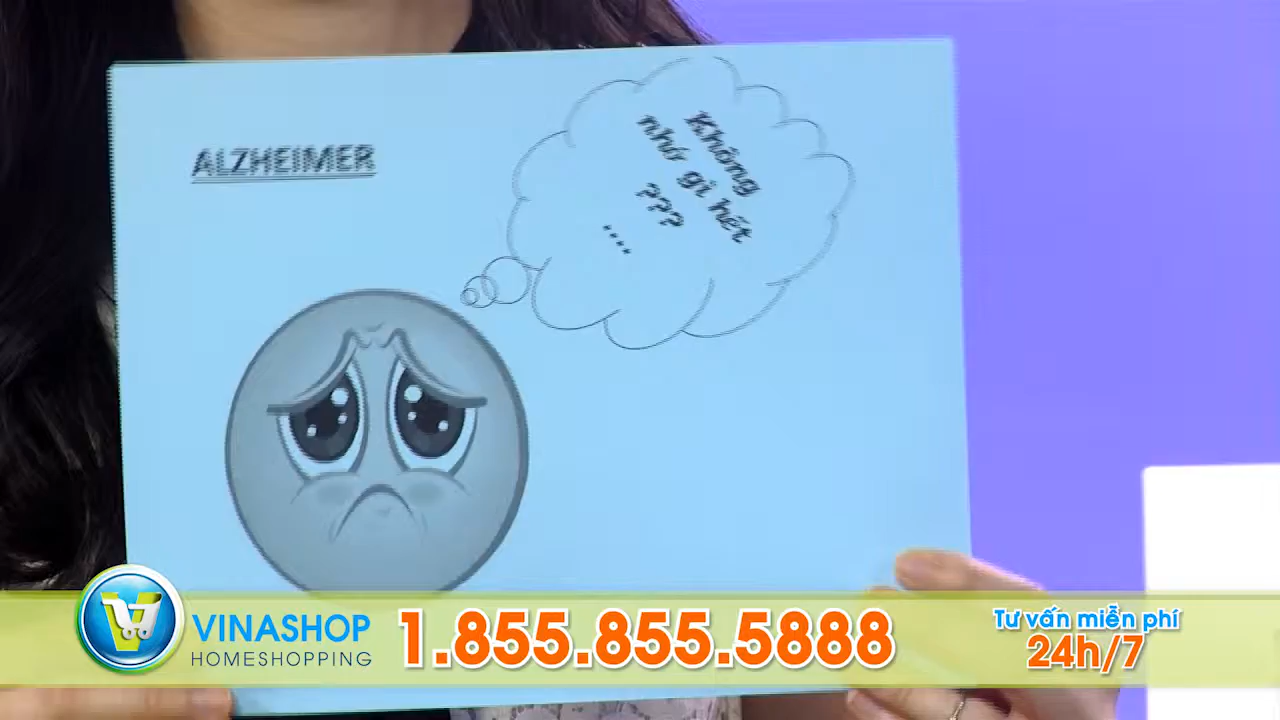 ALZHEIMER
Không
nhớ gì hết
???
....
VINASHOP
HOMESHOPPING
1.855.855.5888
Tư vấn miễn phí
24h/7